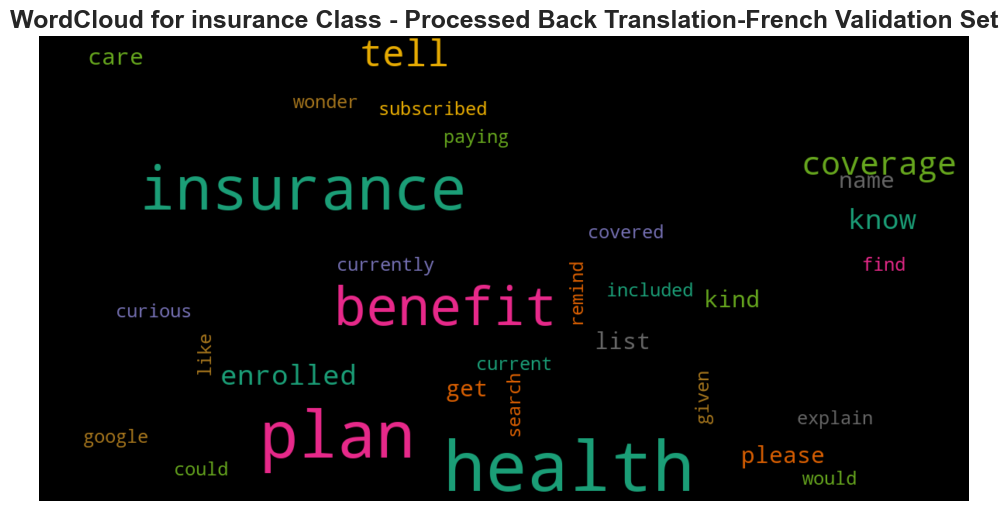 WordCloud for insurance Class - Processed Back Translation-French Validation Set
care
tell
wonder
subscribed
paying
insurance
coverage
name
know
covered
currently
find
remind
benefit
included
kind
curious
like
list
enrolled
current
get
search
given
plan
explain
google
health
please
could
would